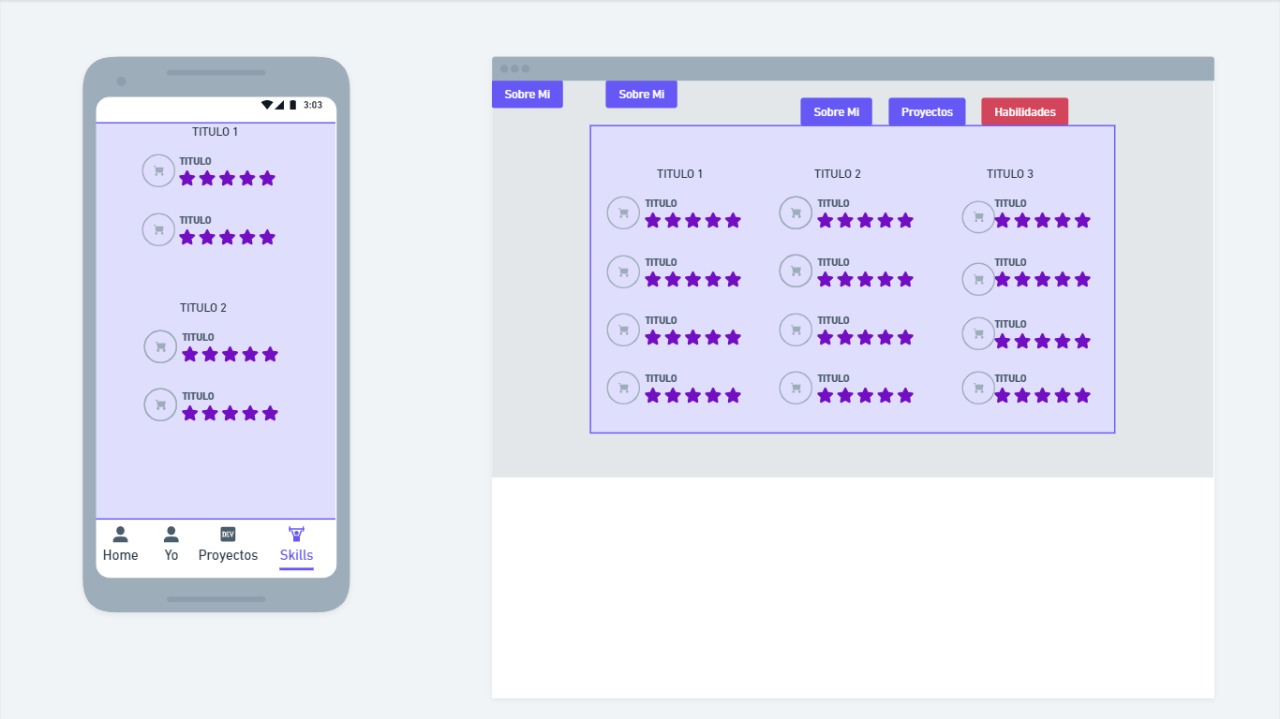 3:03
TITULO 1
TITULO
TITULO
TITULO 2
TITULO
TITULO
Home Yo Proyectos Skills
DEV
Sobre Mi Sobre Mi
Sobre Mi Proyectos Habilidades
TITULO 1 TITULO 2 TITULO 3
TITULO TITULO TITULO
TITULO TITULO TITULO
TITULO TITULO TITULO
TITULO TITULO TITULO